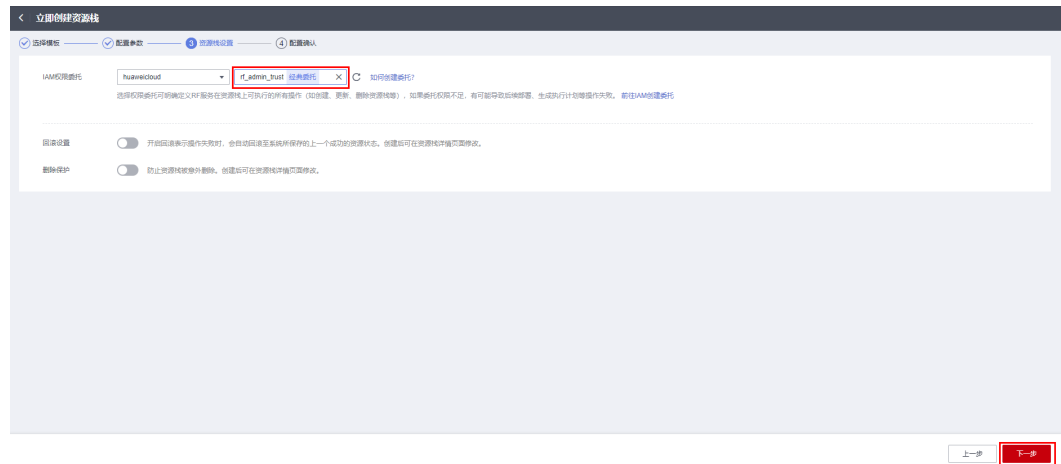 立即创建资源栈
选择模板 配置参数 3 资源栈设置 4 配置确认
IAM权限委托 huaweicloud rf_admin_trust 经典委托 如何创建委托?
选择权限委托可明确定义RF服务在资源栈上可执行的所有操作（如创建、更新、删除资源栈等），如果委托权限不足，有可能导致后续部署、生成执行计划等操作失败。 前往IAM创建委托
回滚设置 开启回滚表示操作失败时，会自动回滚至系统所保存的上一个成功的资源状态。创建后可在资源栈详情页面修改。
删除保护 防止资源栈被意外删除。创建后可在资源栈详情页面修改。
上一步 下一步